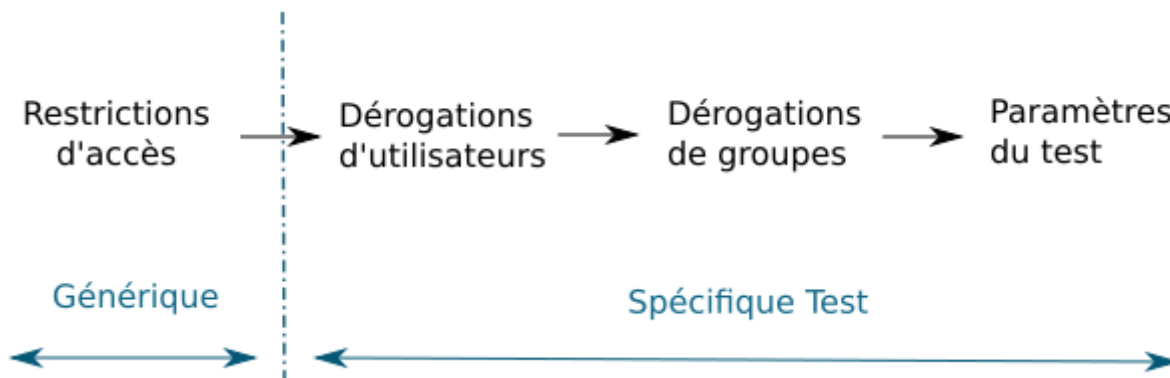 Restrictions
d'accès
Dérogations
d'utilisateurs
Dérogations
de groupes
Paramètres
du test
Générique
Spécifique Test